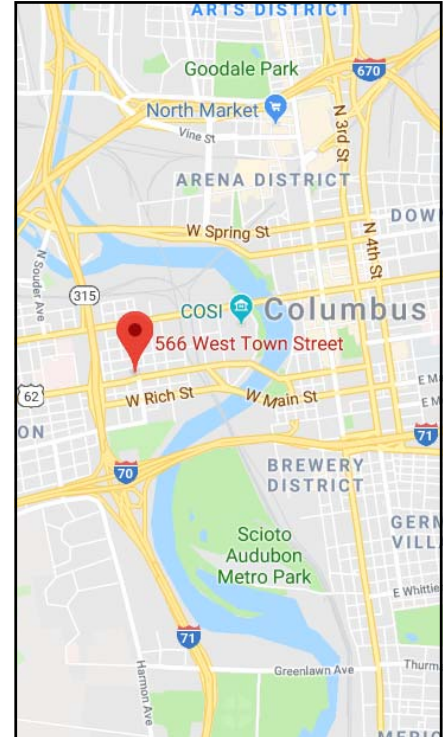 ARTS DISTRICT
Goodale Park
670
North Market
Vine St
N 3rd St
ARENA DISTRICT
DOW
W Spring St
N 4th St
N Souder Ave
315
COSI
Columbus
566 West Town Street
62
W Rich St
W Main St
E M
E M
ON
71
70
BREWERY
DISTRICT
GERM
VILL
Scioto
Audubon
Metro Park
E Whittie
71
Greenlawn Ave
Thurm
Harmon Ave
MERIO